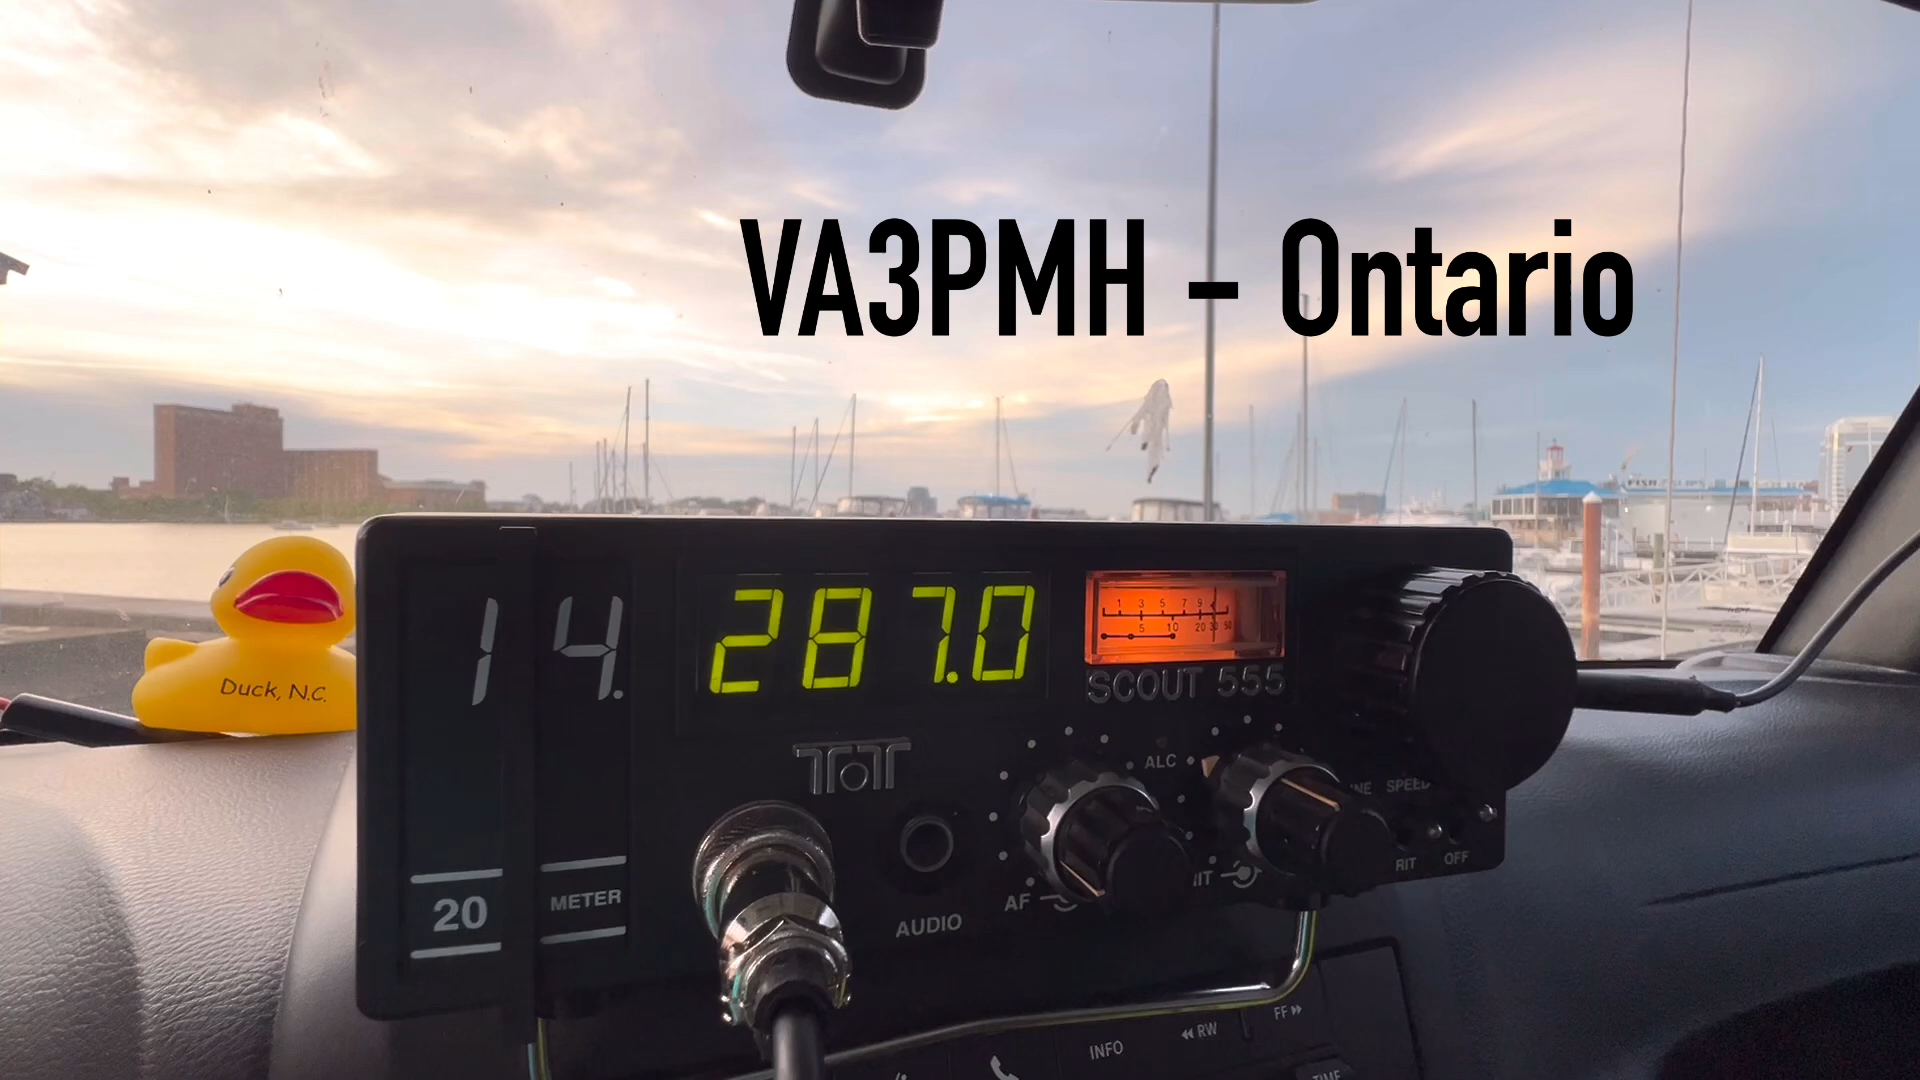 VA3PMH – Ontario
14. 287.0
1 3 5 7 9
5 10 20 30 50
SCOUT 555
Duck, N.C.
ALC
SPEED
RIT OFF
20 METER
AF
AUDIO
INFO
RW
FF
TIME